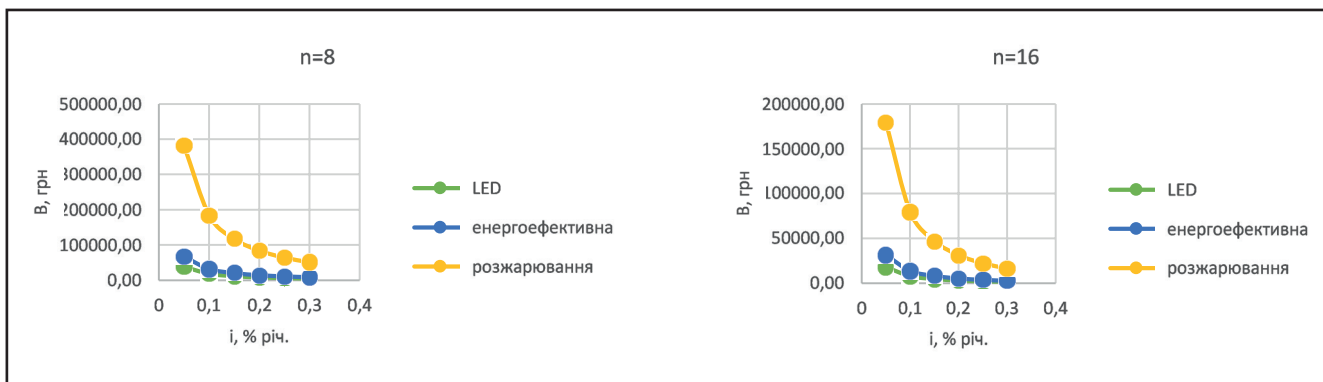 n=8
500000,00
400000,00
300000,00
200000,00
100000,00
0,00
В, грн
0
0,1
0,2
0,3
0,4
і, % річ.
LED
енергоефективна
розжарювання
n=16
200000,00
150000,00
100000,00
50000,00
0,00
В, грн
0
0,1
0,2
0,3
0,4
і, % річ.
LED
енергоефективна
розжарювання